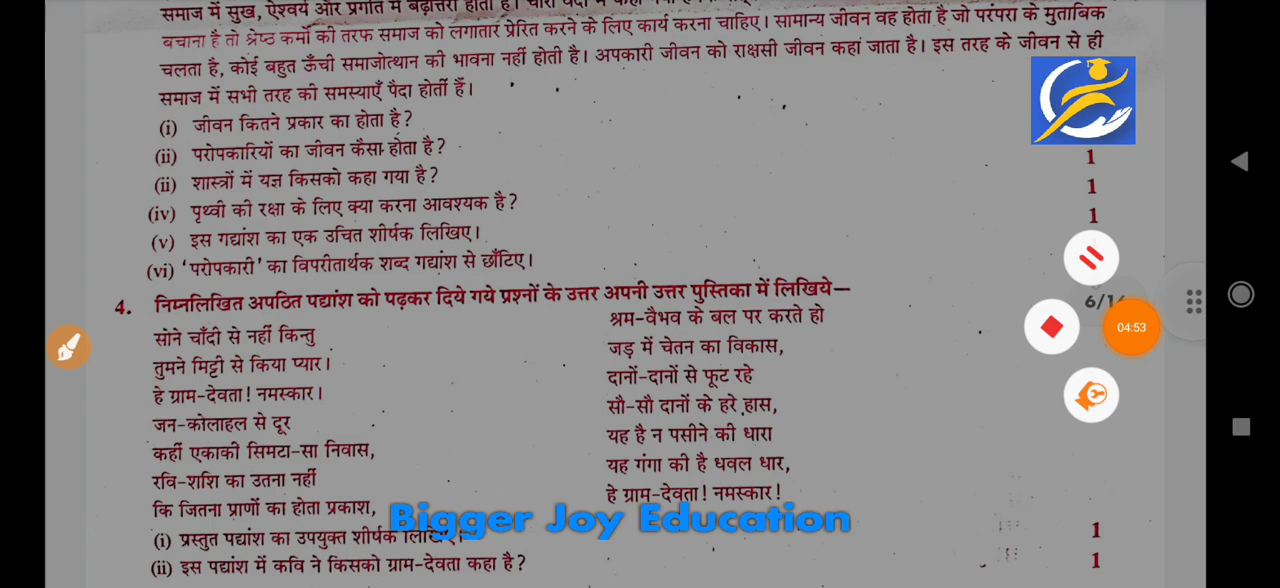 समाज में सुख, ऐश्वर्य और प्रगति में बढ़ोत्तरी होती है। चारों वेदों में कहा गया है
बचाना है तो श्रेष्ठ कर्मों की तरफ समाज को लगातार प्रेरित करने के लिए कार्य करना चाहिए। सामान्य जीवन वह होता है जो परंपरा के मुताबिक
चलता है, कोई बहुत ऊँची समाजोत्थान की भावना नहीं होती है। अपकारी जीवन को राक्षसी जीवन कहां जाता है। इस तरह के जीवन से ही
समाज में सभी तरह की समस्याएँ पैदा होतीं हैं।
(i) जीवन कितने प्रकार का होता है?
(ii) परोपकारियों का जीवन कैसा होता है? 1
(ii) शास्त्रों में यज्ञ किसको कहा गया है? 1
(iv) पृथ्वी की रक्षा के लिए क्या करना आवश्यक है? 1
(v) इस गद्यांश का एक उचित शीर्षक लिखिए।
(vi) 'परोपकारी' का विपरीतार्थक शब्द गद्यांश से छाँटिए।
4. निम्नलिखित अपठित पद्यांश को पढ़कर दिये गये प्रश्नों के उत्तर अपनी उत्तर पुस्तिका में लिखिये—
सोने चाँदी से नहीं किन्तु
तुमने मिट्टी से किया प्यार।
हे ग्राम-देवता! नमस्कार।
जन-कोलाहल से दूर
कहीं एकाकी सिमटा-सा निवास,
रवि-शशि का उतना नहीं
कि जितना प्राणों का होता प्रकाश,
श्रम-वैभव के बल पर करते हो
जड़ में चेतन का विकास,
दानों-दानों से फूट रहे
सौ-सौ दानों के हरे हास,
यह है न पसीने की धारा
यह गंगा की है धवल धार,
हे ग्राम-देवता! नमस्कार!
(i) प्रस्तुत पद्यांश का उपयुक्त शीर्षक लिखिए। 1
(ii) इस पद्यांश में कवि ने किसको ग्राम-देवता कहा है? 1
Bigger Joy Education
04:53